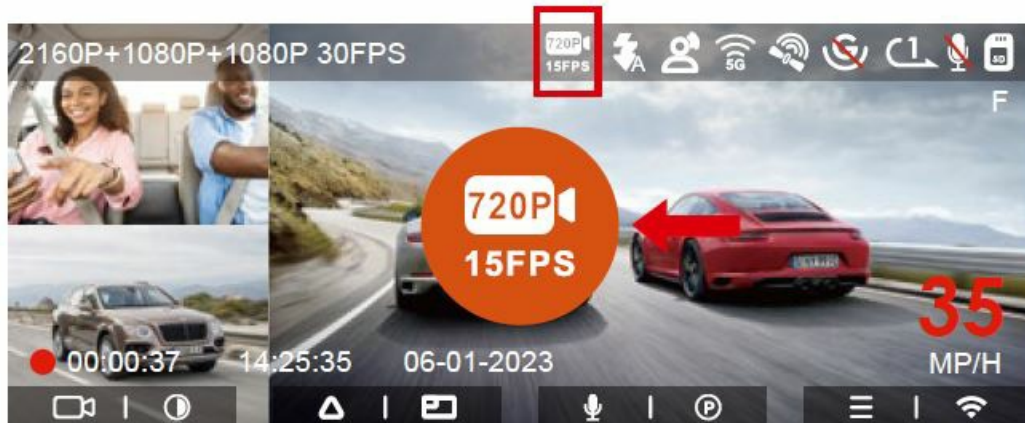 2160P+1080P+1080P 30FPS
720P
15FPS
A
5G
G
1
SD
F
720P
15FPS
35
MP/H
00:00:37
14:25:35
06-01-2023
P